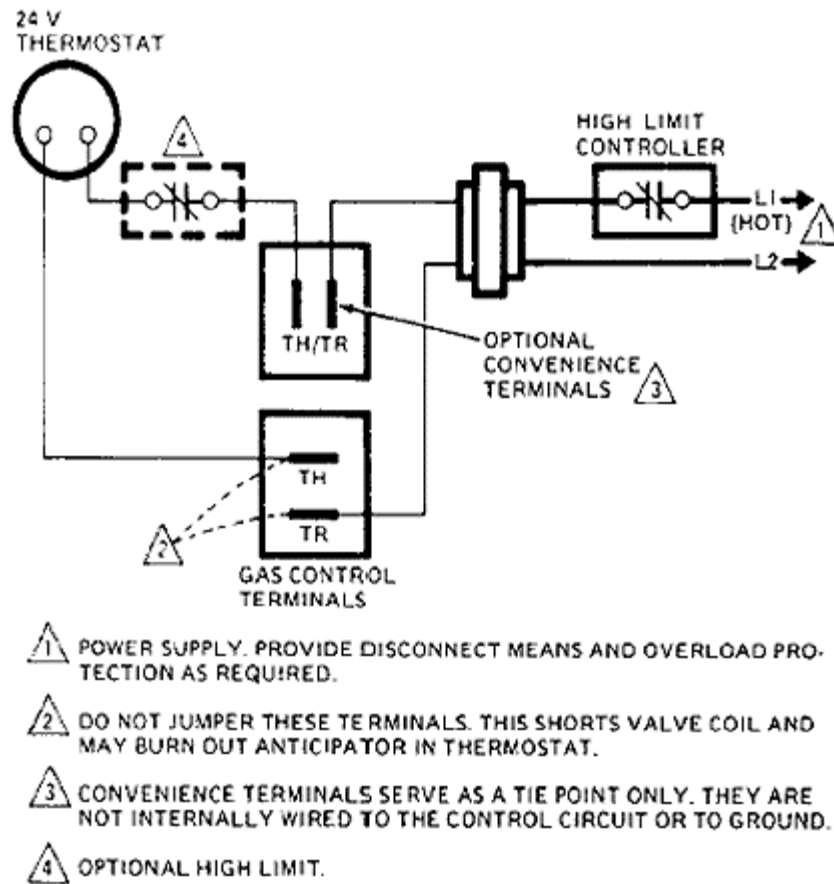 24 V
THERMOSTAT
4
HIGH LIMIT
CONTROLLER
L1
(HOT)
1
L2
TH/TR
OPTIONAL
CONVENIENCE
TERMINALS
3
TH
TR
2
GAS CONTROL
TERMINALS
1 POWER SUPPLY. PROVIDE DISCONNECT MEANS AND OVERLOAD PRO-
TECTION AS REQUIRED.
2 DO NOT JUMPER THESE TERMINALS. THIS SHORTS VALVE COIL AND
MAY BURN OUT ANTICIPATOR IN THERMOSTAT.
3 CONVENIENCE TERMINALS SERVE AS A TIE POINT ONLY. THEY ARE
NOT INTERNALLY WIRED TO THE CONTROL CIRCUIT OR TO GROUND.
4 OPTIONAL HIGH LIMIT.